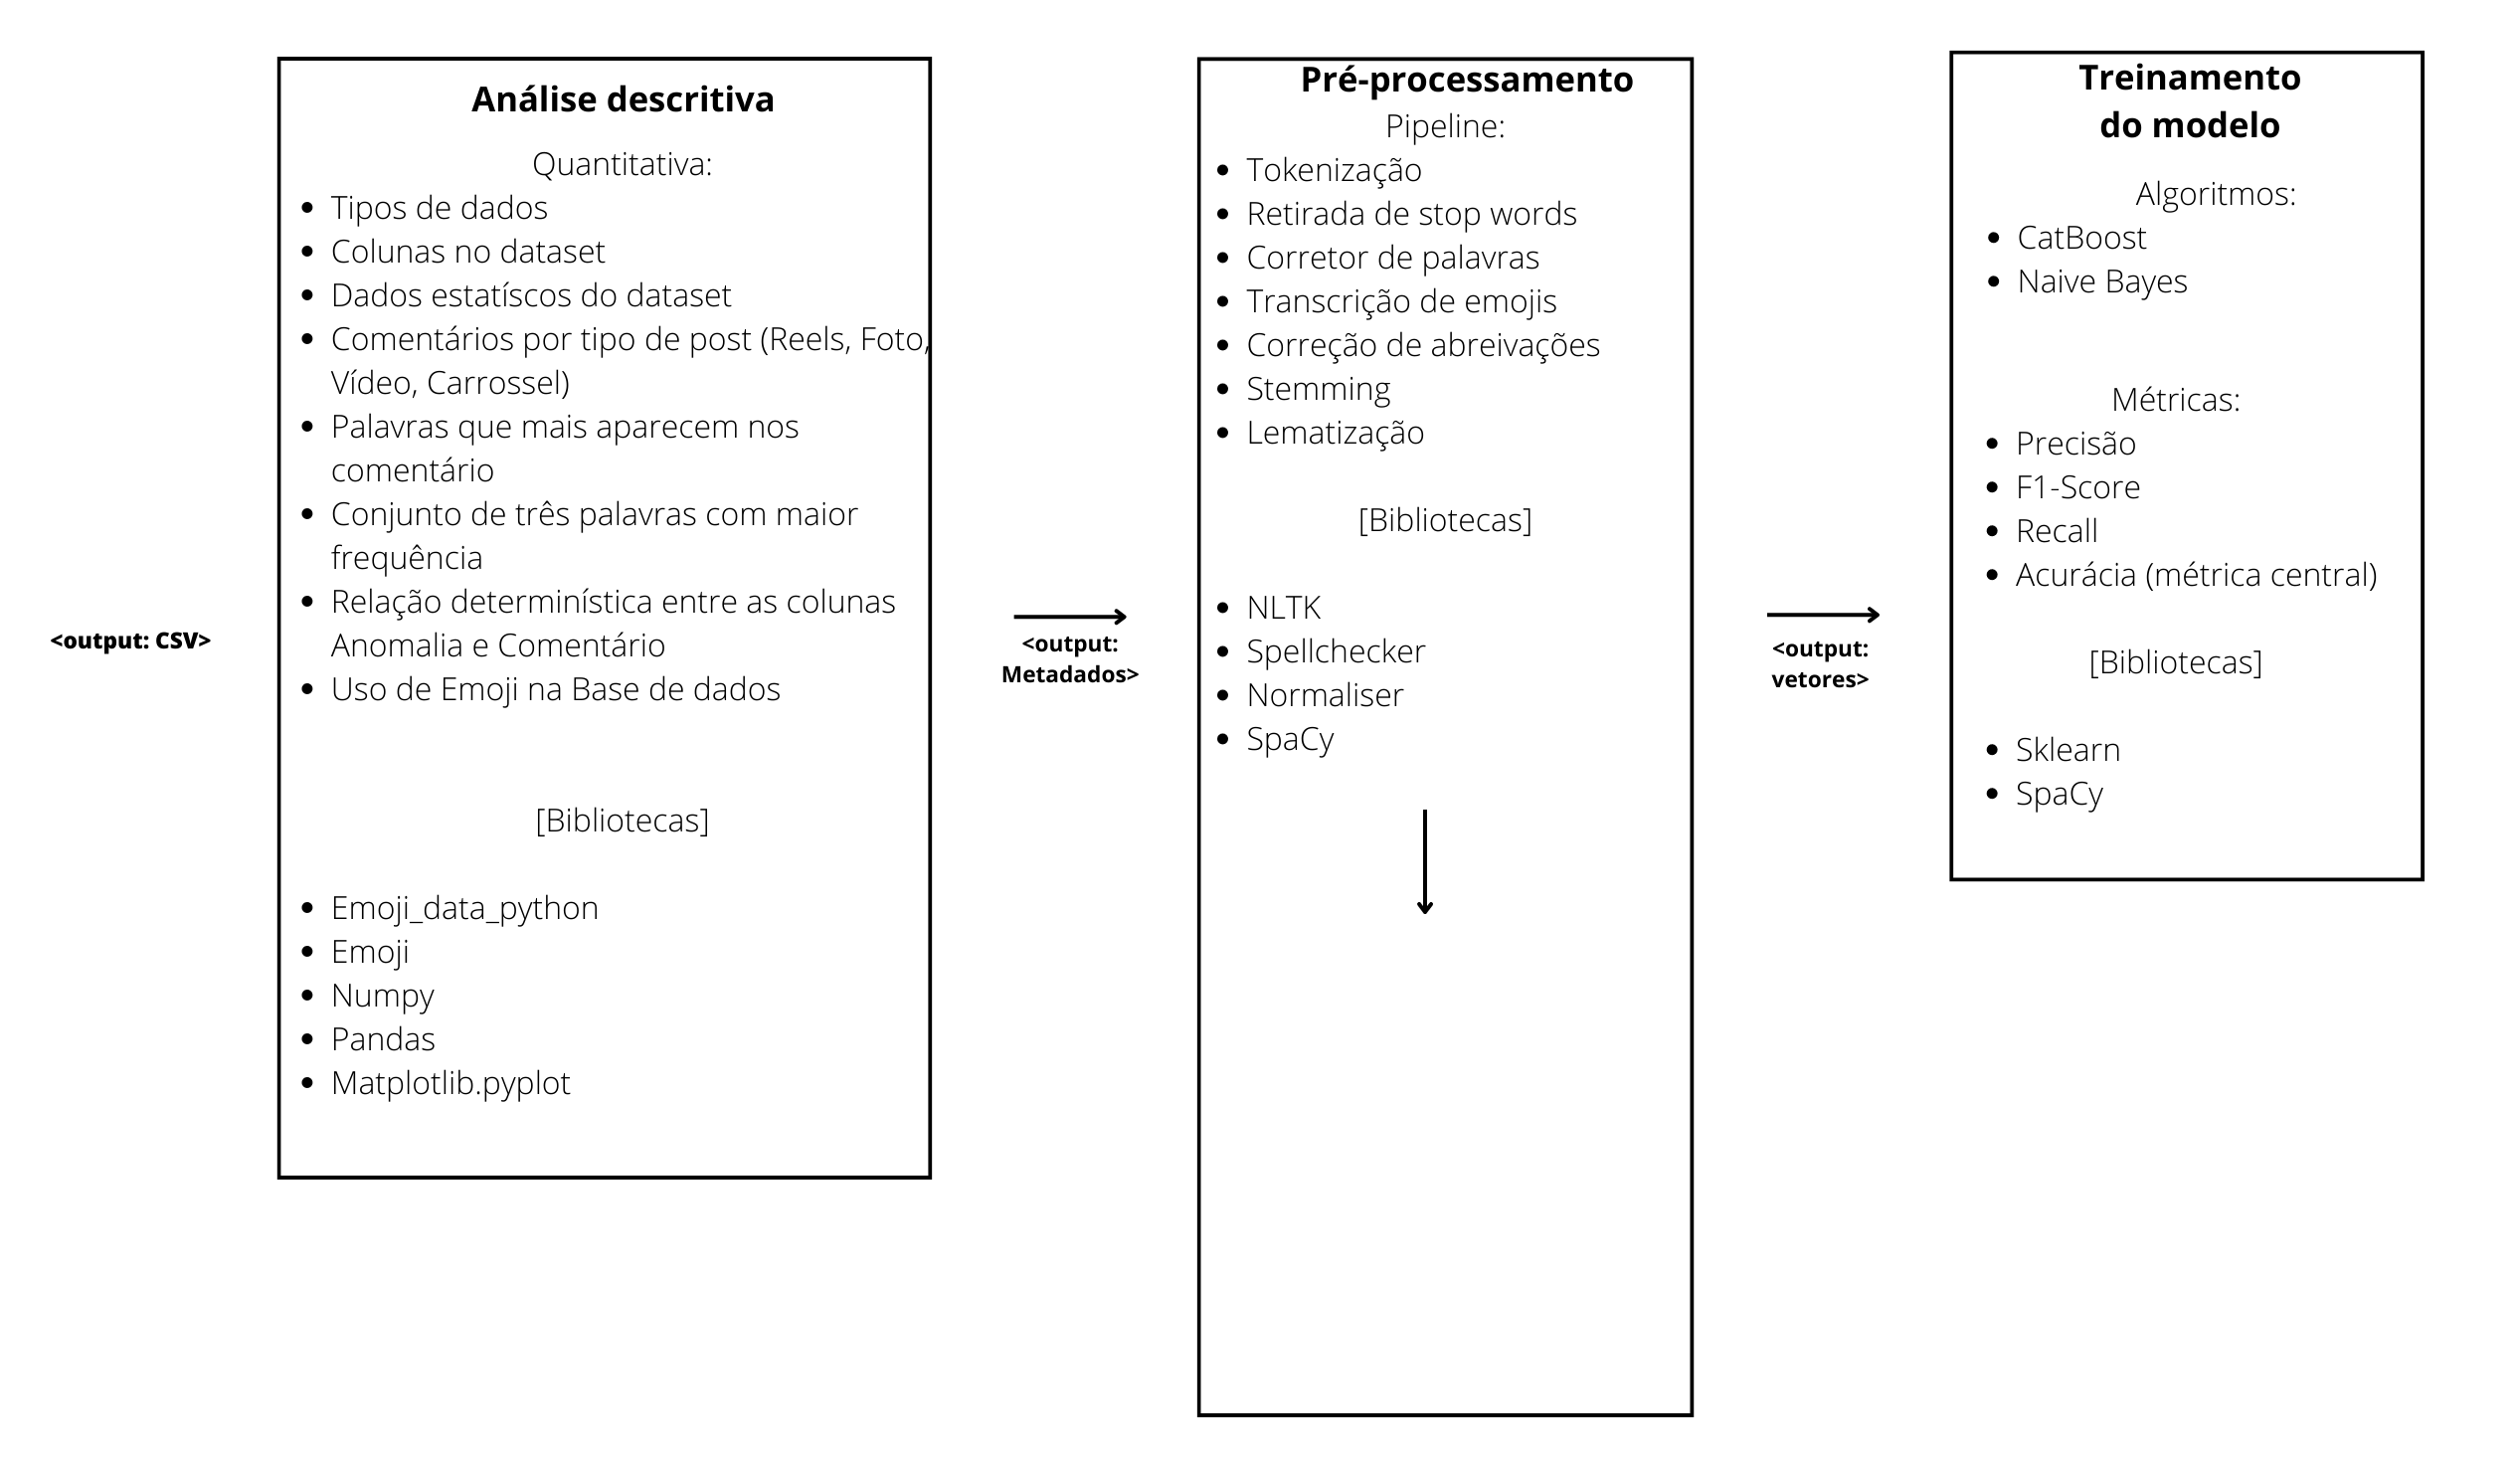 <output: CSV>
Análise descritiva
Quantitativa:
Tipos de dados
Colunas no dataset
Dados estatíscos do dataset
Comentários por tipo de post (Reels, Foto,
Vídeo, Carrossel)
Palavras que mais aparecem nos
comentário
Conjunto de três palavras com maior
frequência
Relação determinística entre as colunas
Anomalia e Comentário
Uso de Emoji na Base de dados
[Bibliotecas]
Emoji_data_python
Emoji
Numpy
Pandas
Matplotlib.pyplot
<output:
Metadados>
Pré-processamento
Pipeline:
Tokenização
Retirada de stop words
Corretor de palavras
Transcrição de emojis
Correção de abreivações
Stemming
Lematização
[Bibliotecas]
NLTK
Spellchecker
Normaliser
SpaCy
<output:
vetores>
Treinamento
do modelo
Algoritmos:
CatBoost
Naive Bayes
Métricas:
Precisão
F1-Score
Recall
Acurácia (métrica central)
[Bibliotecas]
Sklearn
SpaCy